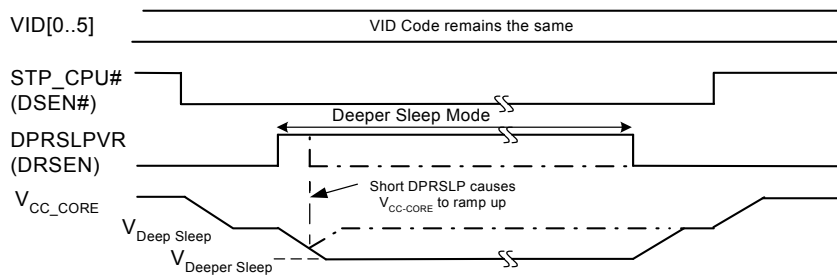 VID[0..5]
VID Code remains the same
STP_CPU#
(DSEN#)
Deeper Sleep Mode
DPRSLPVR
(DRSEN)
Short DPRSLP causes
VCC-CORE to ramp up
VCC_CORE
VDeep Sleep
VDeeper Sleep